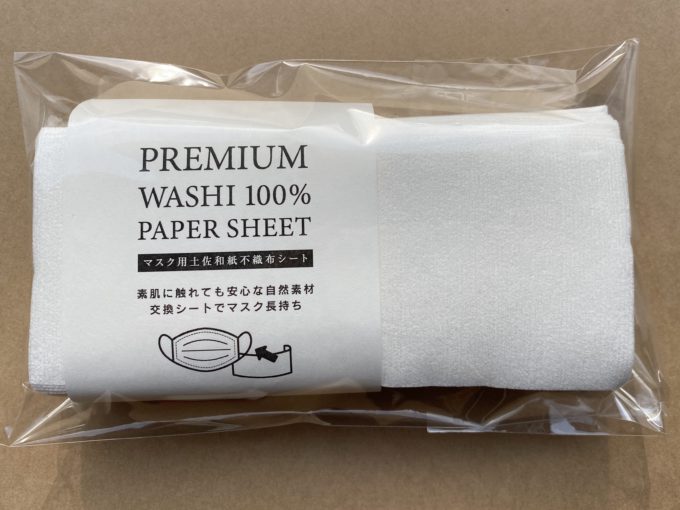 PREMIUM
WASHI 100%
PAPER SHEET
マスク用土佐和紙不織布シート
素肌に触れても安心な自然素材
交換シートでマスク長持ち